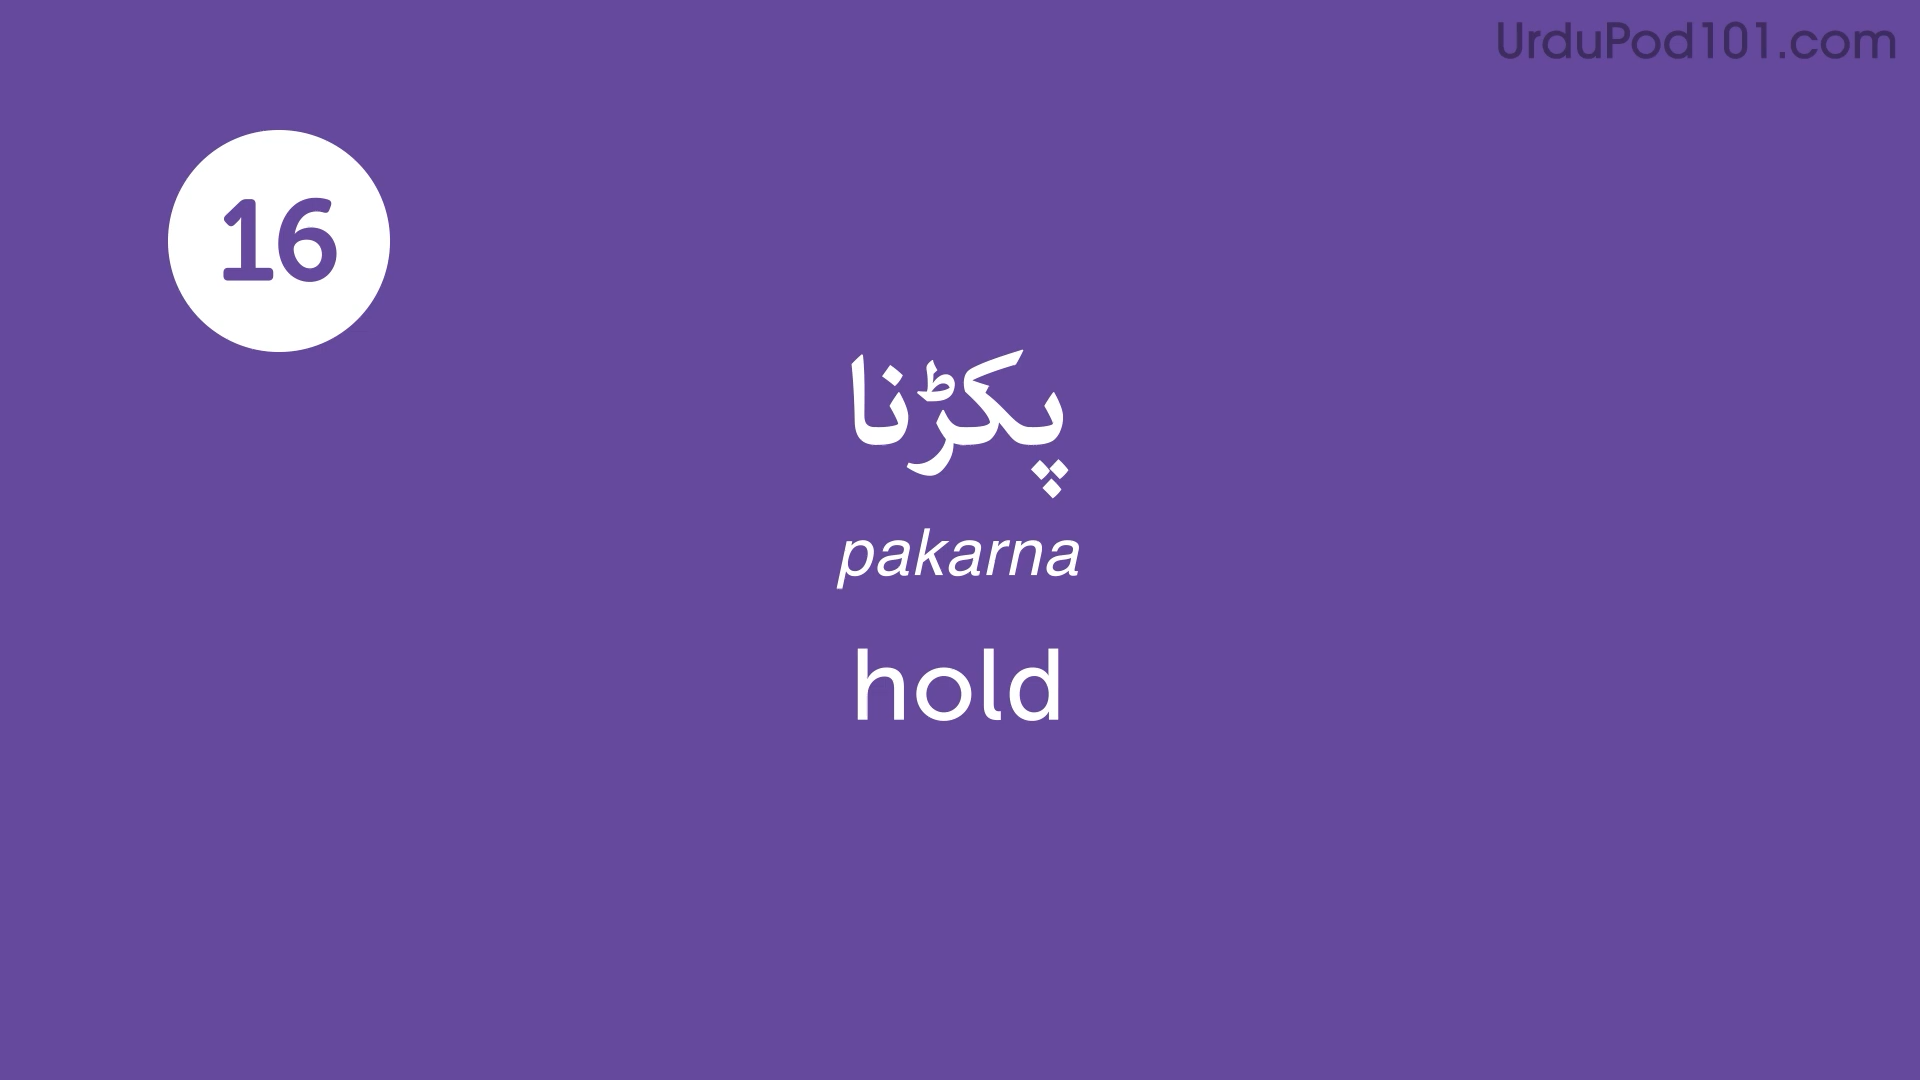 UrduPod101.com
16
پکڑنا
pakarna
hold